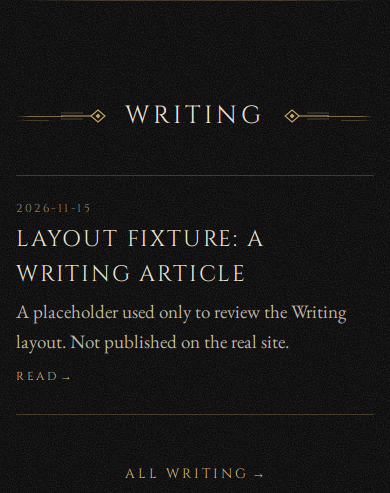 WRITING
2026-11-15
LAYOUT FIXTURE: A
WRITING ARTICLE
A placeholder used only to review the Writing
layout. Not published on the real site.
READ →
ALL WRITING →